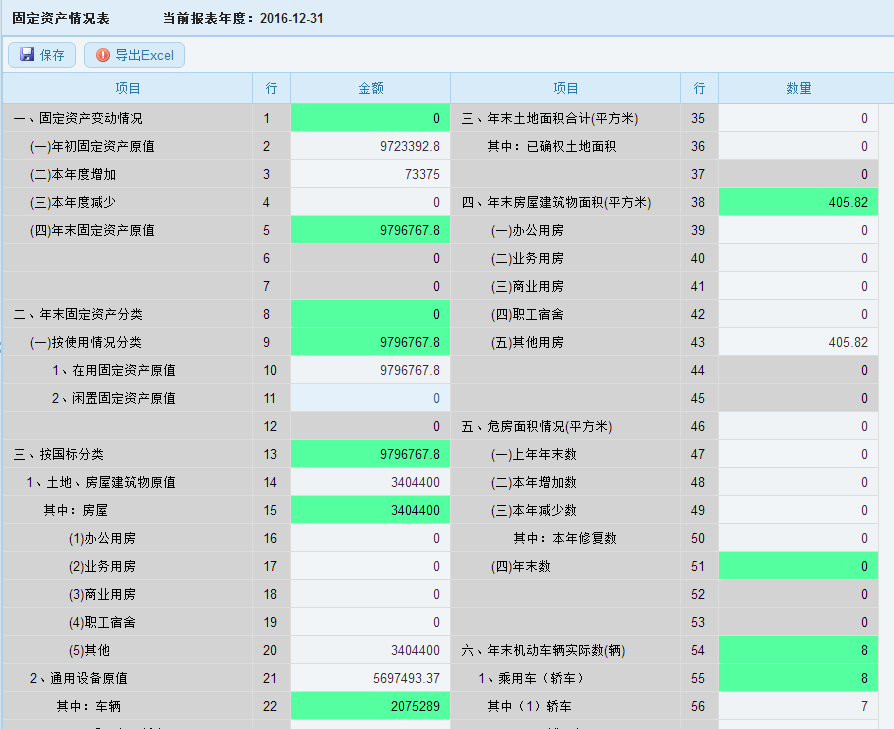 固定资产情况表 当前报表年度：2016-12-31
保存 导出Excel
项目 行 金额 项目 行 数量
一、固定资产变动情况 1 0 三、年末土地面积合计(平方米) 35 0
(一)年初固定资产原值 2 9723392.8 其中：已确权土地面积 36 0
(二)本年度增加 3 73375 37 0
(三)本年度减少 4 0 四、年末房屋建筑物面积(平方米) 38 405.82
(四)年末固定资产原值 5 9796767.8 (一)办公用房 39 0
6 0 (二)业务用房 40 0
7 0 (三)商业用房 41 0
二、年末固定资产分类 8 0 (四)职工宿舍 42 0
(一)按使用情况分类 9 9796767.8 (五)其他用房 43 405.82
1、在用固定资产原值 10 9796767.8 44 0
2、闲置固定资产原值 11 0 45 0
12 0 五、危房面积情况(平方米) 46 0
三、按国标分类 13 9796767.8 (一)上年年末数 47 0
1、土地、房屋建筑物原值 14 3404400 (二)本年增加数 48 0
其中：房屋 15 3404400 (三)本年减少数 49 0
(1)办公用房 16 0 其中：本年修复数 50 0
(2)业务用房 17 0 (四)年末数 51 0
(3)商业用房 18 0 52 0
(4)职工宿舍 19 0 53 0
(5)其他 20 3404400 六、年末机动车辆实际数(辆) 54 8
2、通用设备原值 21 5697493.37 1、乘用车（轿车） 55 8
其中：车辆 22 2075289 其中（1）轿车 56 7